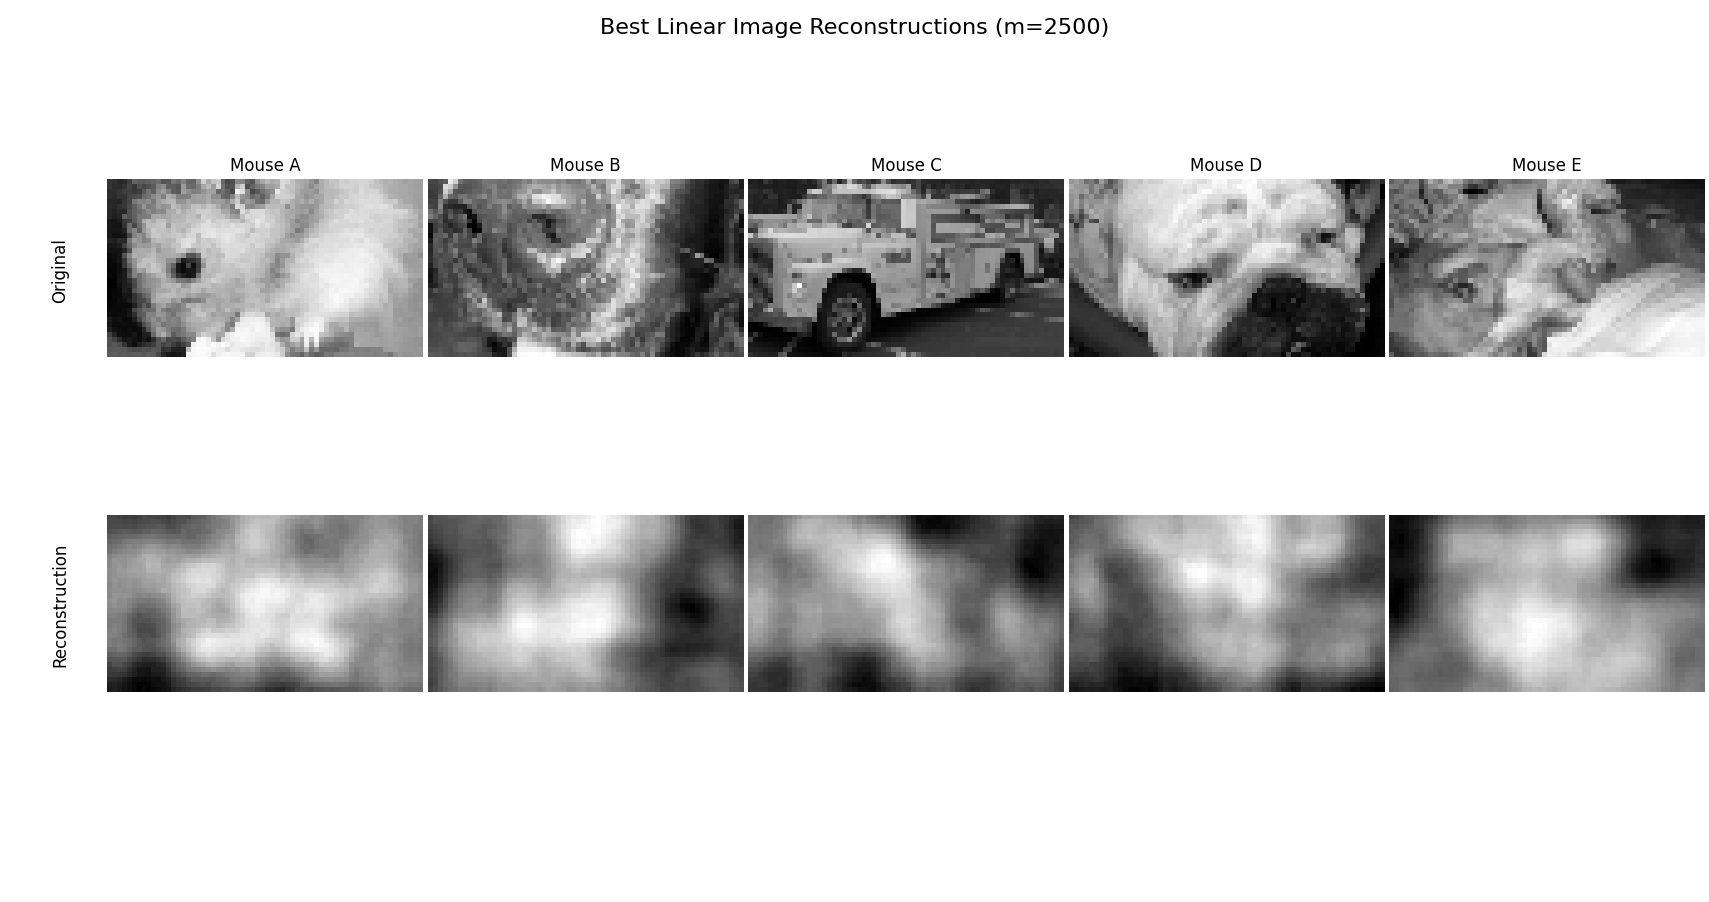 Best Linear Image Reconstructions (m=2500)
Mouse A
Mouse B
Mouse C
Mouse D
Mouse E
Original
Reconstruction